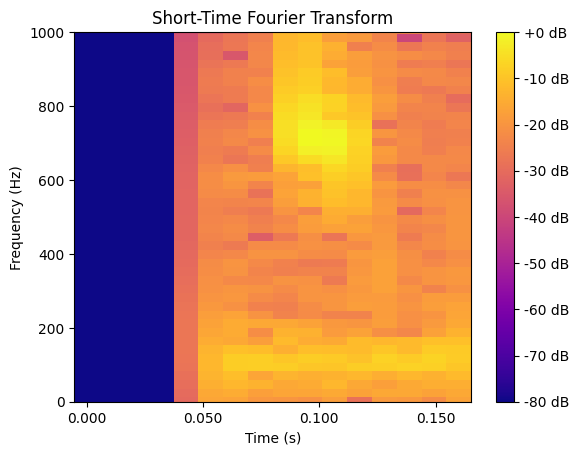 Short-Time Fourier Transform
Frequency (Hz)
1000
800
600
400
200
0
0.000
0.050
0.100
0.150
Time (s)
+0 dB
-10 dB
-20 dB
-30 dB
-40 dB
-50 dB
-60 dB
-70 dB
-80 dB